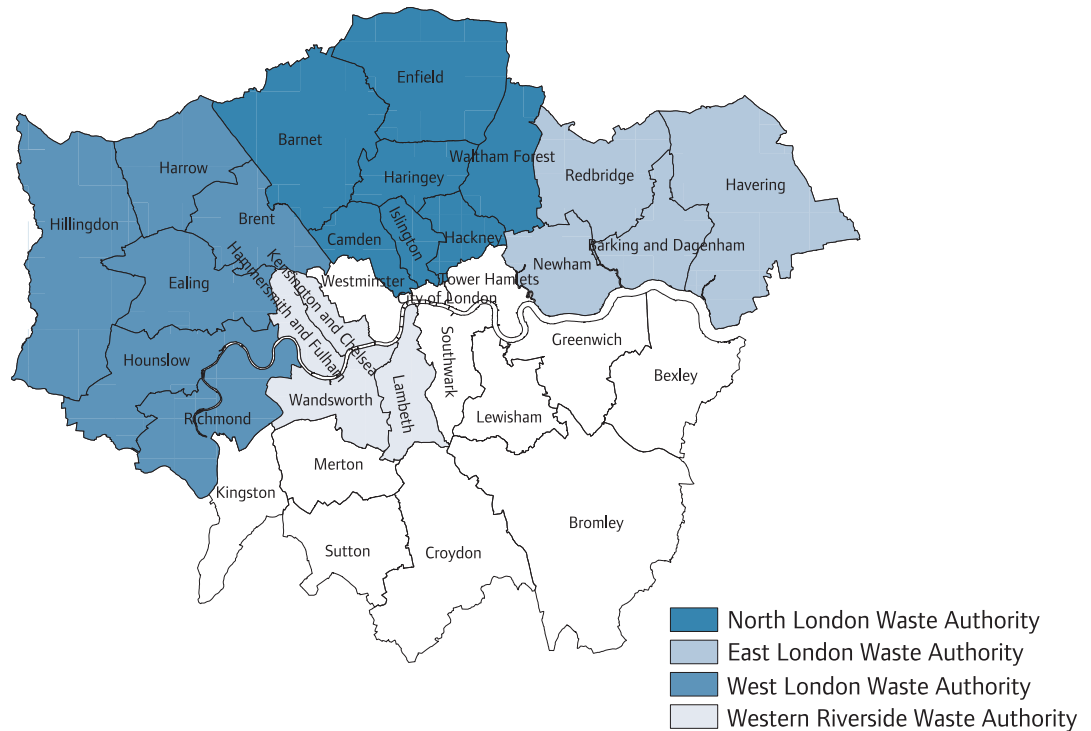 Enfield
Barnet
Waltham Forest
Harrow
Haringey
Redbridge
Havering
Hillingdon
Brent
Islington
Camden
Hackney
Barking and Dagenham
Newham
Ealing
Hammersmith and Fulham
Kensington and Chelsea
Westminster
Tower Hamlets
City of London
Hounslow
Southwark
Greenwich
Bexley
Wandsworth
Lambeth
Richmond
Lewisham
Merton
Kingston
Bromley
Sutton
Croydon
North London Waste Authority
East London Waste Authority
West London Waste Authority
Western Riverside Waste Authority